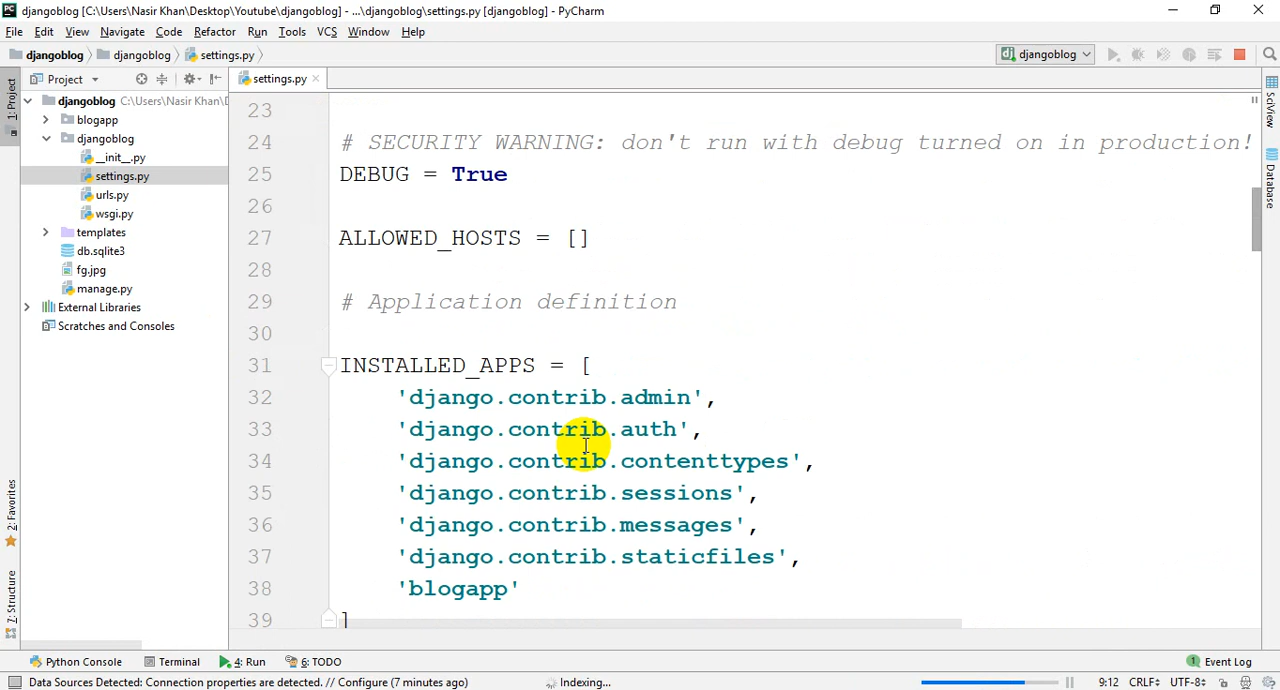 djangoblog [C:\Users\Nasir Khan\Desktop\Youtube\djangoblog] - ...\djangoblog\settings.py [djangoblog] - PyCharm
File Edit View Navigate Code Refactor Run Tools VCS Window Help
djangoblog djangoblog settings.py djangoblog
1: Project
Project
settings.py
djangoblog C:\Users\Nasir Khan\D
blogapp
djangoblog
__init__.py
settings.py
urls.py
wsgi.py
templates
db.sqlite3
fg.jpg
manage.py
External Libraries
Scratches and Consoles
23
24 # SECURITY WARNING: don't run with debug turned on in production!
25 DEBUG = True
26
27 ALLOWED_HOSTS = []
28
29 # Application definition
30
31 INSTALLED_APPS = [
32 'django.contrib.admin',
33 'django.contrib.auth',
34 'django.contrib.contenttypes',
35 'django.contrib.sessions',
36 'django.contrib.messages',
37 'django.contrib.staticfiles',
38 'blogapp'
39 ]
SciView
Database
2: Favorites
7: Structure
Python Console Terminal 4: Run 6: TODO 1 Event Log
Data Sources Detected: Connection properties are detected. // Configure (7 minutes ago) Indexing... 9:12 CRLF UTF-8